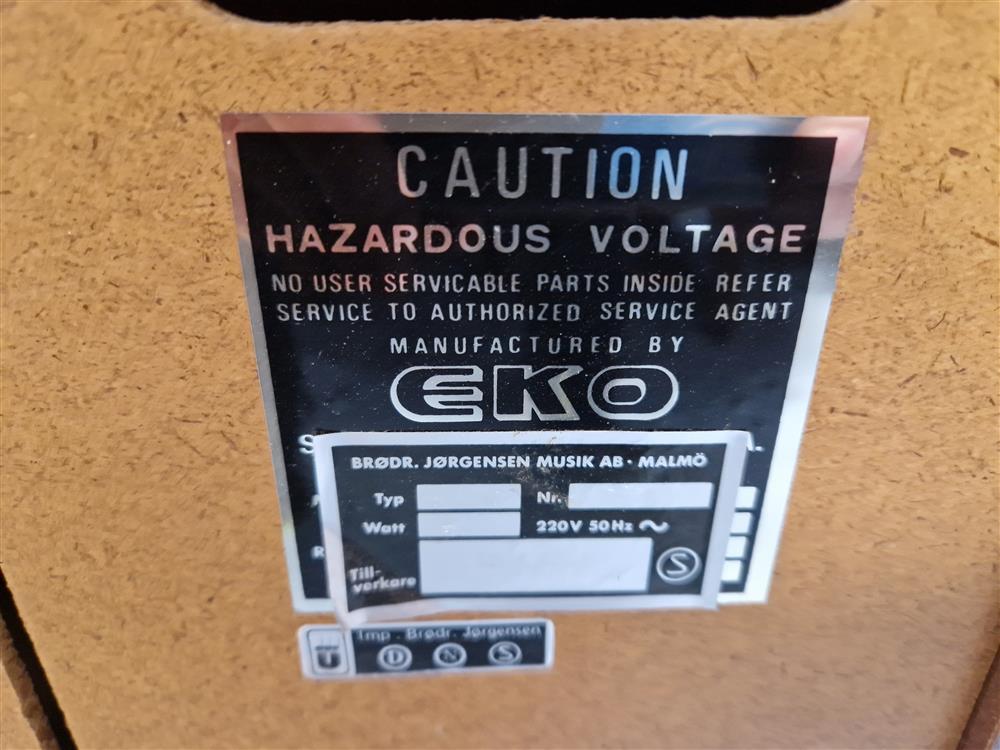 CAUTION
HAZARDOUS VOLTAGE
NO USER SERVICABLE PARTS INSIDE REFER
SERVICE TO AUTHORIZED SERVICE AGENT
MANUFACTURED BY
EKO
BRØDR. JØRGENSEN MUSIK AB · MALMÖ
Typ Nr.
Watt 220V 50Hz ~
Till-
verkare
S
Imp. Brødr. Jørgensen
D N S